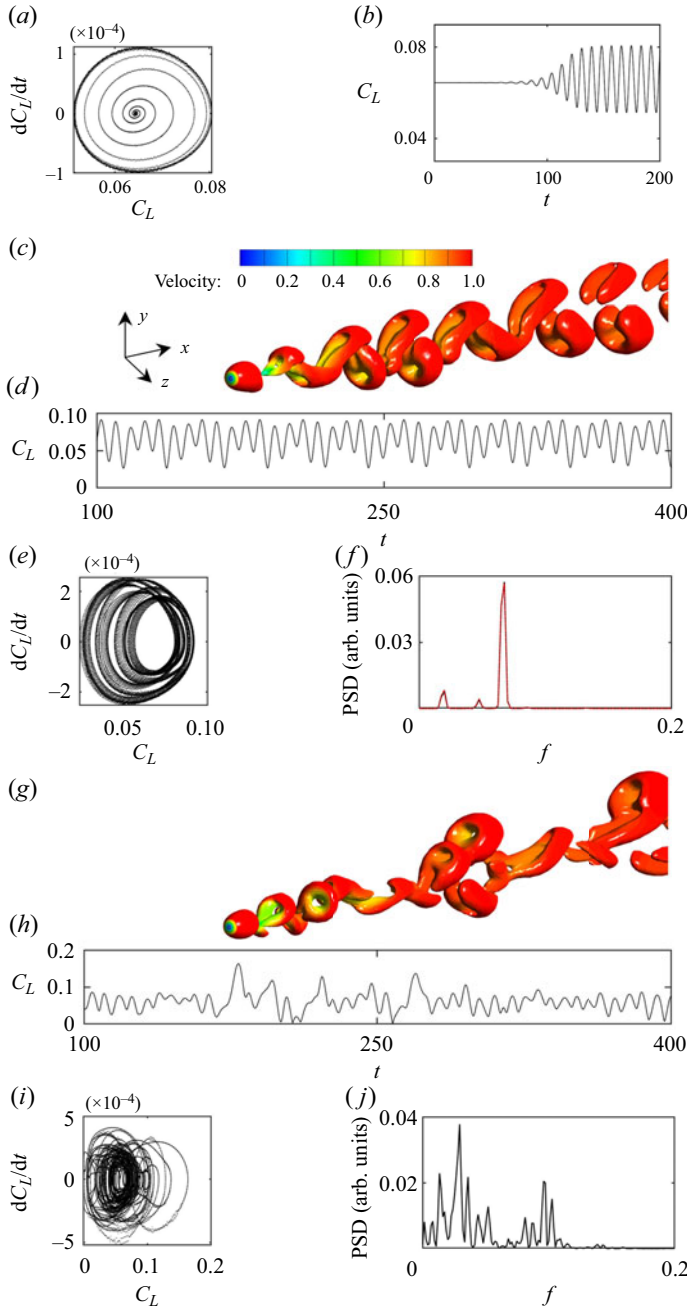 (a)
(×10⁻⁴)
1
0
−1
dC_L/dt
0.06 0.08
C_L
(b)
0.08
C_L
0.04
0 100 200
t
(c)
Velocity: 0 0.2 0.4 0.6 0.8 1.0
y
x
z
(d)
0.10
C_L 0.05
0
100 250 400
t
(e)
(×10⁻⁴)
2
0
−2
dC_L/dt
0.05 0.10
C_L
(f)
0.06
0.03
PSD (arb. units)
0 0.2
f
(g)
(h)
0.2
C_L 0.1
0
100 250 400
t
(i)
(×10⁻⁴)
5
0
−5
dC_L/dt
0 0.1 0.2
C_L
(j)
0.04
0.02
PSD (arb. units)
0 0.2
f